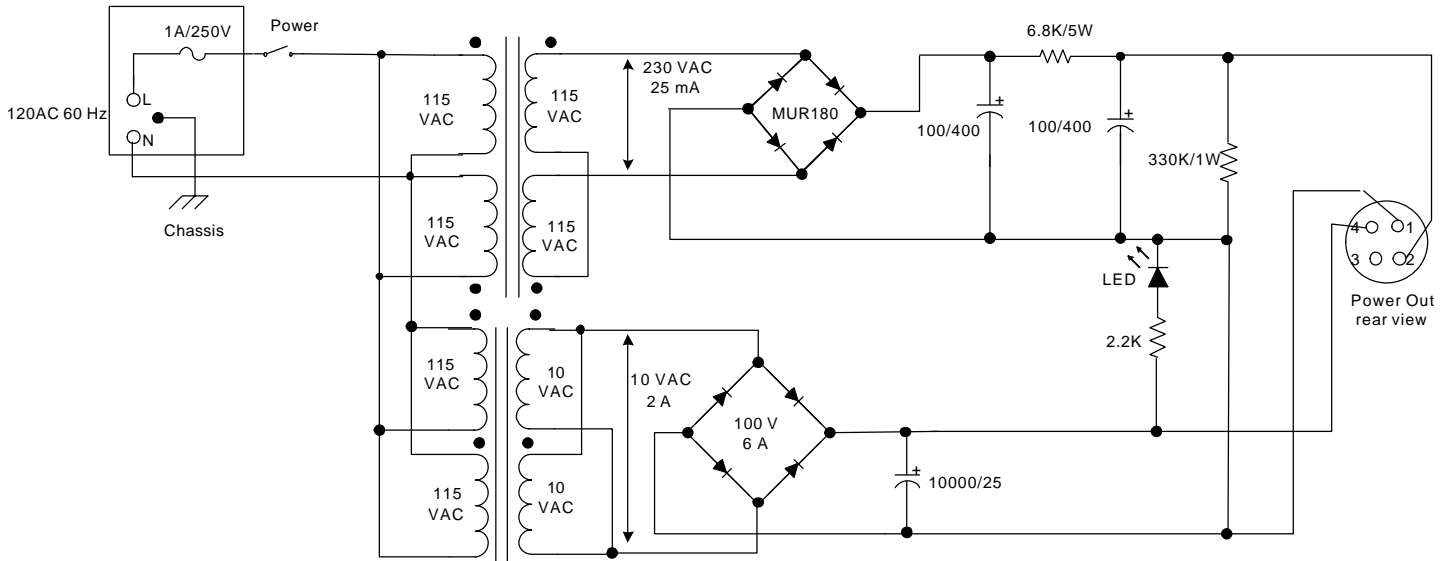 1A/250V
Power
L
N
120AC 60 Hz
Chassis
115
VAC
115
VAC
115
VAC
115
VAC
230 VAC
25 mA
MUR180
6.8K/5W
+
100/400
+
100/400
330K/1W
LED
2.2K
4
1
3
2
Power Out
rear view
115
VAC
10
VAC
115
VAC
10
VAC
10 VAC
2 A
100 V
6 A
+
10000/25